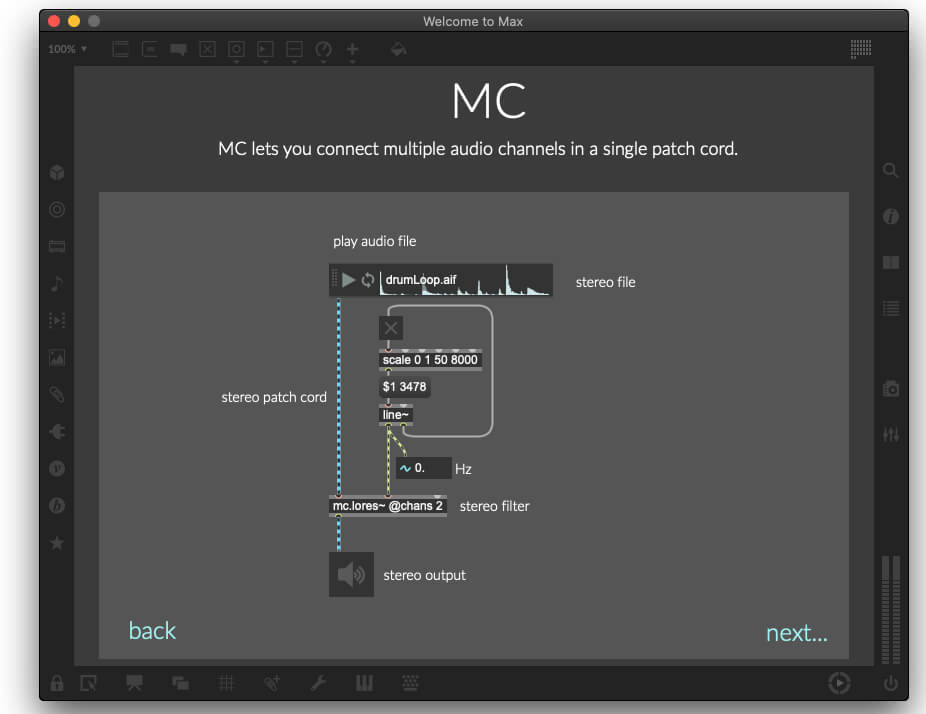 Welcome to Max
100%
MC
MC lets you connect multiple audio channels in a single patch cord.
play audio file
drumLoop.aif
stereo file
scale 0 1 50 8000
$1 3478
stereo patch cord
line~
0.
Hz
mc.lores~ @chans 2
stereo filter
stereo output
back
next...